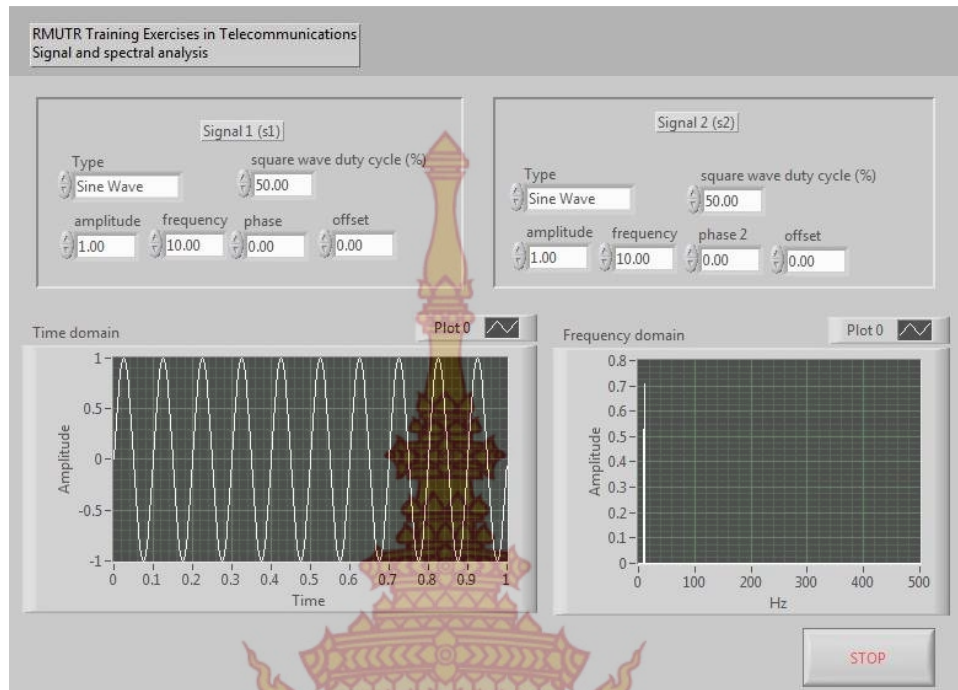 RMUTR Training Exercises in Telecommunications
Signal and spectral analysis
Signal 1 (s1)
Type
square wave duty cycle (%)
Sine Wave
50.00
amplitude
frequency
phase
offset
1.00
10.00
0.00
0.00
Signal 2 (s2)
Type
square wave duty cycle (%)
Sine Wave
50.00
amplitude
frequency
phase 2
offset
1.00
10.00
0.00
0.00
Time domain
Plot 0
1
0.5
0
-0.5
-1
Amplitude
0 0.1 0.2 0.3 0.4 0.5 0.6 0.7 0.8 0.9 1
Time
Frequency domain
Plot 0
0.8
0.7
0.6
0.5
0.4
0.3
0.2
0.1
0
Amplitude
0 100 200 300 400 500
Hz
STOP